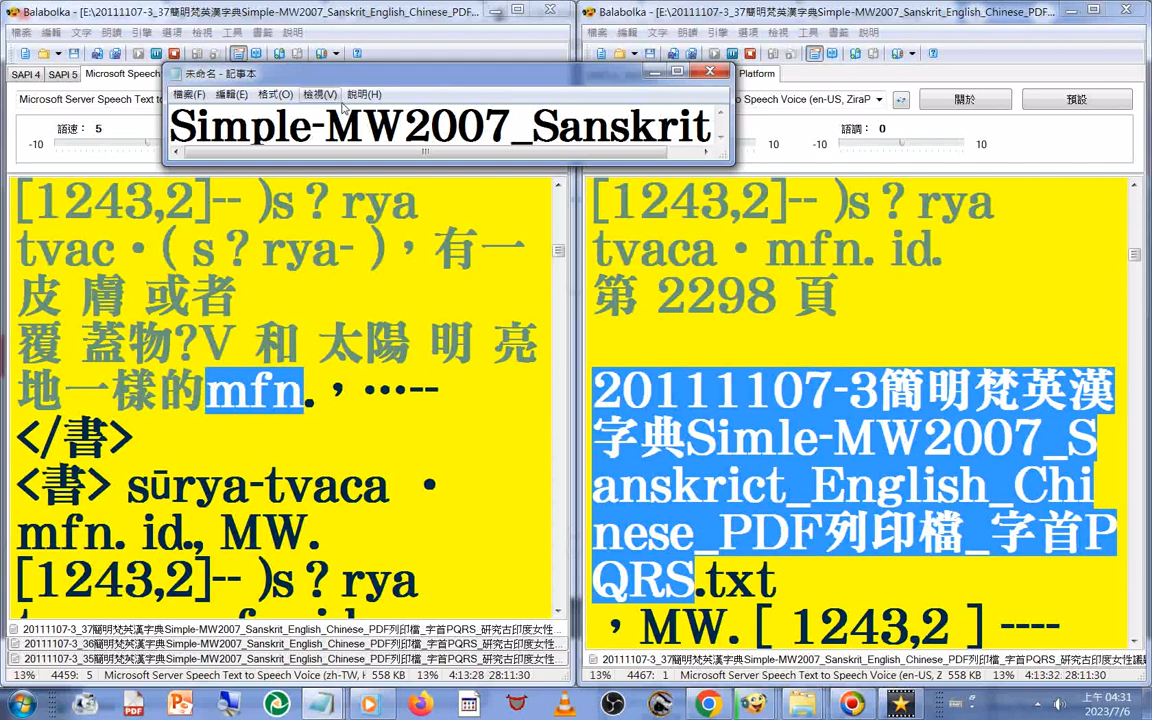 Balabolka - [E:\20111107-3_37簡明梵英漢字典Simple-MW2007_Sanskrit_English_Chinese_PDF...
檔案 編輯 文字 朗讀 引擎 選項 檢視 工具 書籤 說明
SAPI 4 SAPI 5 Microsoft Speech
Microsoft Server Speech Text to
語速： 5
-10
未命名 - 記事本
檔案(F) 編輯(E) 格式(O) 檢視(V) 說明(H)
Simple-MW2007_Sanskrit
[1243,2]-- )s？rya
tvac‧( s？rya- )，有一
皮 膚 或者
覆 蓋物?V 和 太陽 明 亮
地一樣的mfn.，…--
</書>
<書> sūrya-tvaca ‧
mfn. id., MW.
[1243,2]-- )s？rya
20111107-3_37簡明梵英漢字典Simple-MW2007_Sanskrit_English_Chinese_PDF列印檔_字首PQRS_研究古印度女性...
20111107-3_36簡明梵英漢字典Simple-MW2007_Sanskrit_English_Chinese_PDF列印檔_字首PQRS_研究古印度女性...
20111107-3_35簡明梵英漢字典Simple-MW2007_Sanskrit_English_Chinese_PDF列印檔_字首PQRS_研究古印度女性...
13% 4459: 5 Microsoft Server Speech Text to Speech Voice (zh-TW, H 558 KB 4:13:28 28:11:30
Balabolka - [E:\20111107-3_37簡明梵英漢字典Simple-MW2007_Sanskrit_English_Chinese_PDF...
檔案 編輯 文字 朗讀 引擎 選項 檢視 工具 書籤 說明
Platform
to Speech Voice (en-US, ZiraP 關於 預設
語調： 0
10 -10 10
[1243,2]-- )s？rya
tvaca‧mfn. id.
第 2298 頁
20111107-3簡明梵英漢
字典Simle-MW2007_S
anskrict_English_Chi
nese_PDF列印檔_字首P
QRS.txt
，MW. [ 1243,2 ]----
20111107-3_37簡明梵英漢字典Simple-MW2007_Sanskrit_English_Chinese_PDF列印檔_字首PQRS_研究古印度女性議
13% 4467: 1 Microsoft Server Speech Text to Speech Voice (en-US, Z 558 KB 4:13:28 28:11:30
上午 04:31
2023/7/6